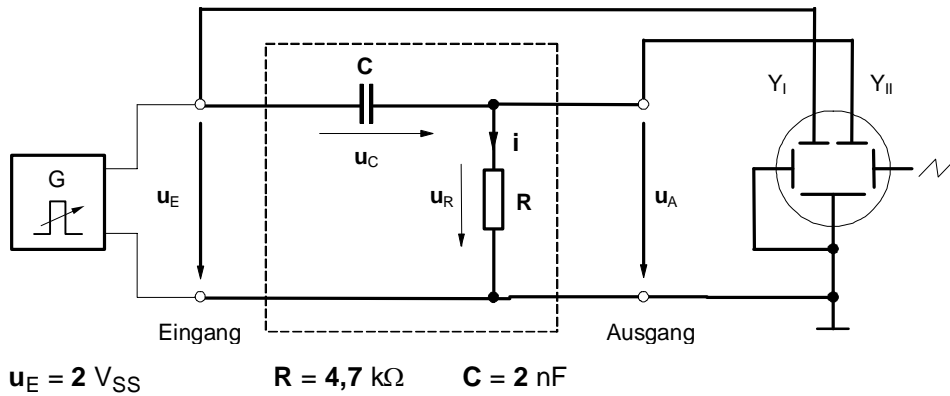 C
Y_I Y_II
i
u_C
G
u_E u_R R u_A
Eingang Ausgang
u_E = 2 V_SS R = 4,7 kΩ C = 2 nF